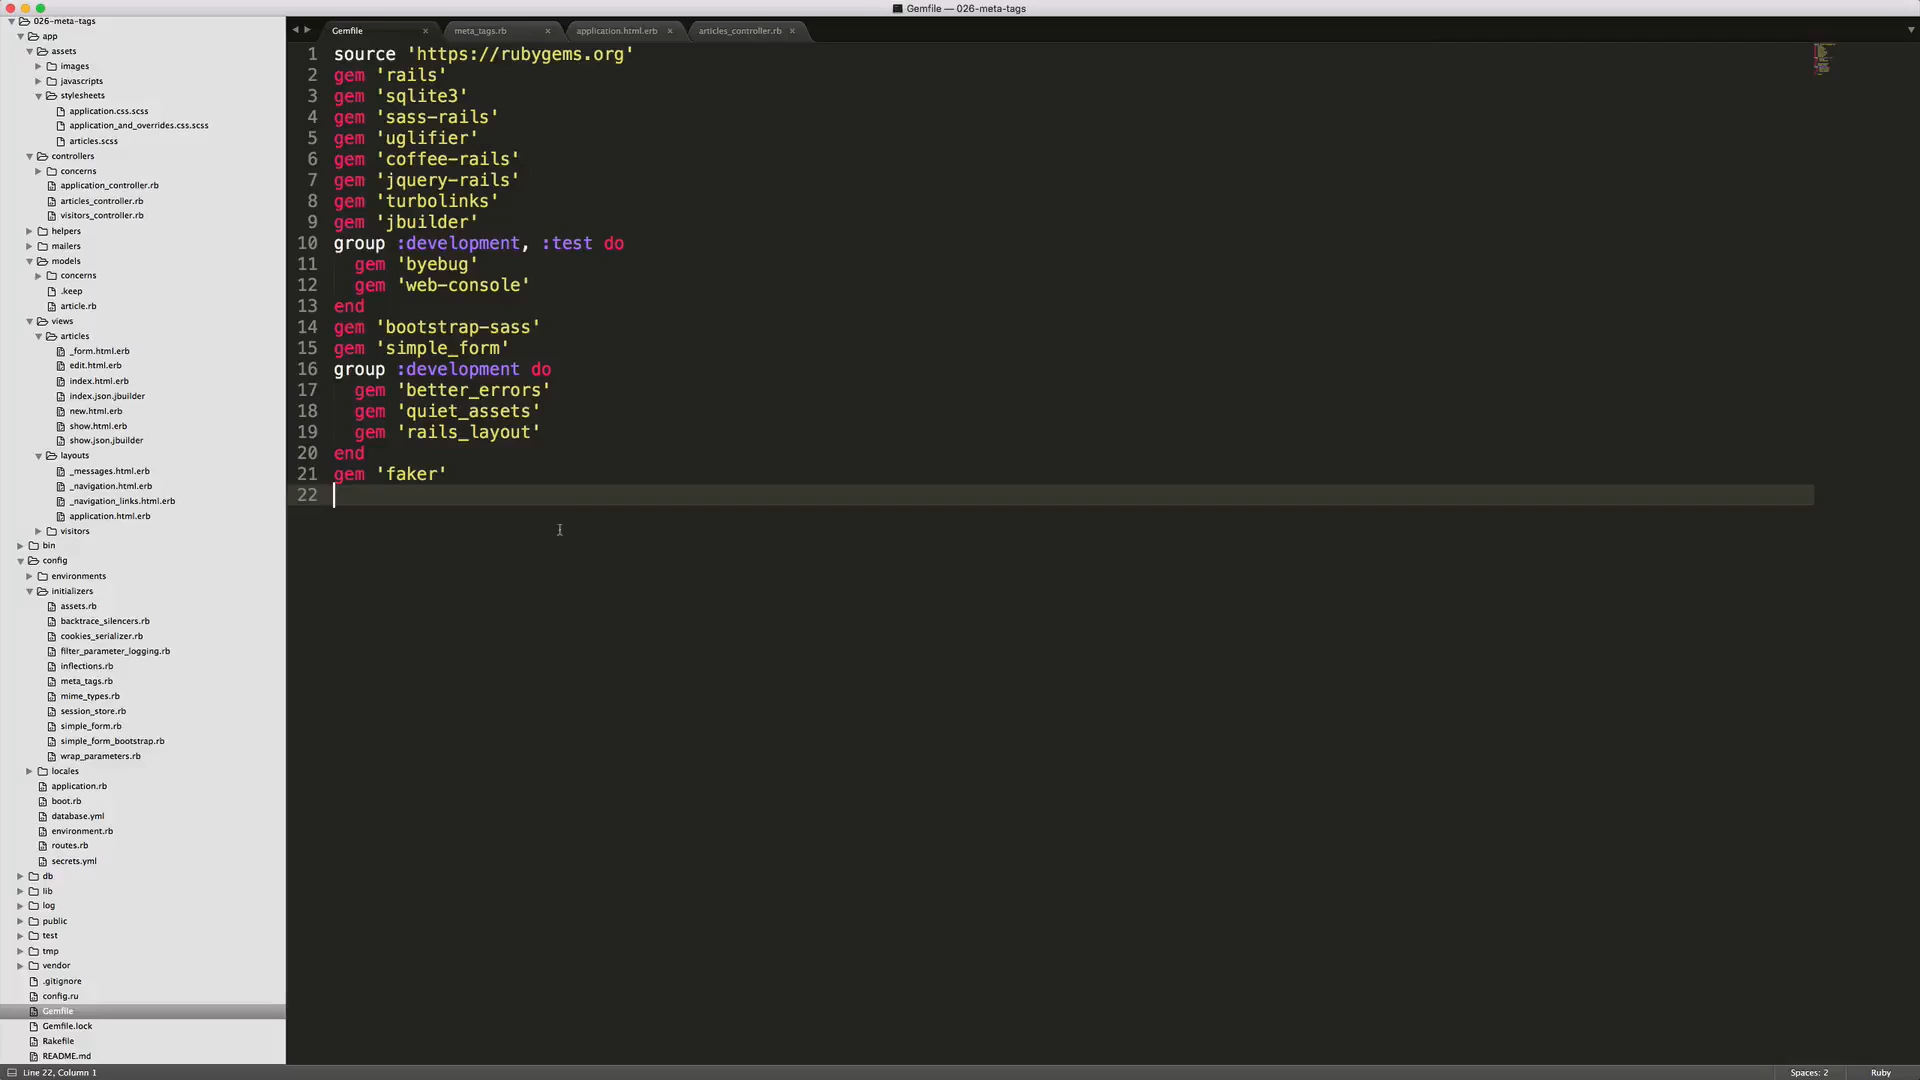 Gemfile — 026-meta-tags
026-meta-tags
app
assets
images
javascripts
stylesheets
application.css.scss
application_and_overrides.css.scss
articles.scss
controllers
concerns
application_controller.rb
articles_controller.rb
visitors_controller.rb
helpers
mailers
models
concerns
.keep
article.rb
views
articles
_form.html.erb
edit.html.erb
index.html.erb
index.json.jbuilder
new.html.erb
show.html.erb
show.json.jbuilder
layouts
_messages.html.erb
_navigation.html.erb
_navigation_links.html.erb
application.html.erb
visitors
bin
config
environments
initializers
assets.rb
backtrace_silencers.rb
cookies_serializer.rb
filter_parameter_logging.rb
inflections.rb
meta_tags.rb
mime_types.rb
session_store.rb
simple_form.rb
simple_form_bootstrap.rb
wrap_parameters.rb
locales
application.rb
boot.rb
database.yml
environment.rb
routes.rb
secrets.yml
db
lib
log
public
test
tmp
vendor
.gitignore
config.ru
Gemfile
Gemfile.lock
Rakefile
README.md
Gemfile meta_tags.rb application.html.erb articles_controller.rb
1 source 'https://rubygems.org'
2 gem 'rails'
3 gem 'sqlite3'
4 gem 'sass-rails'
5 gem 'uglifier'
6 gem 'coffee-rails'
7 gem 'jquery-rails'
8 gem 'turbolinks'
9 gem 'jbuilder'
10 group :development, :test do
11 gem 'byebug'
12 gem 'web-console'
13 end
14 gem 'bootstrap-sass'
15 gem 'simple_form'
16 group :development do
17 gem 'better_errors'
18 gem 'quiet_assets'
19 gem 'rails_layout'
20 end
21 gem 'faker'
22
Line 22, Column 1
Spaces: 2
Ruby